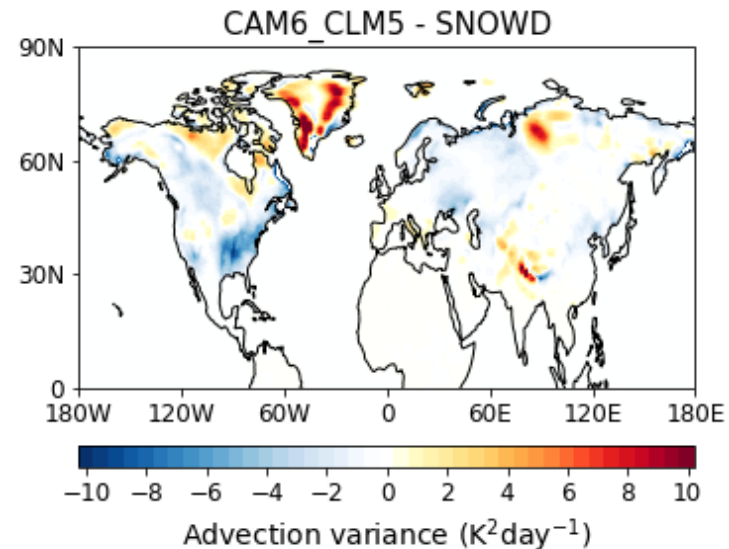 CAM6_CLM5 - SNOWD
90N
60N
30N
0
180W 120W 60W 0 60E 120E 180E
−10 −8 −6 −4 −2 0 2 4 6 8 10
Advection variance (K²day⁻¹)